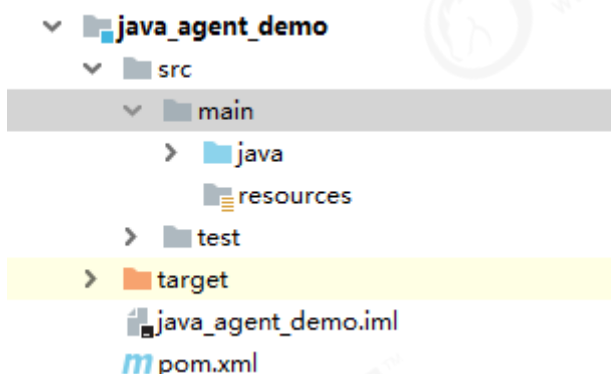 java_agent_demo
src
main
java
resources
test
target
java_agent_demo.iml
pom.xml